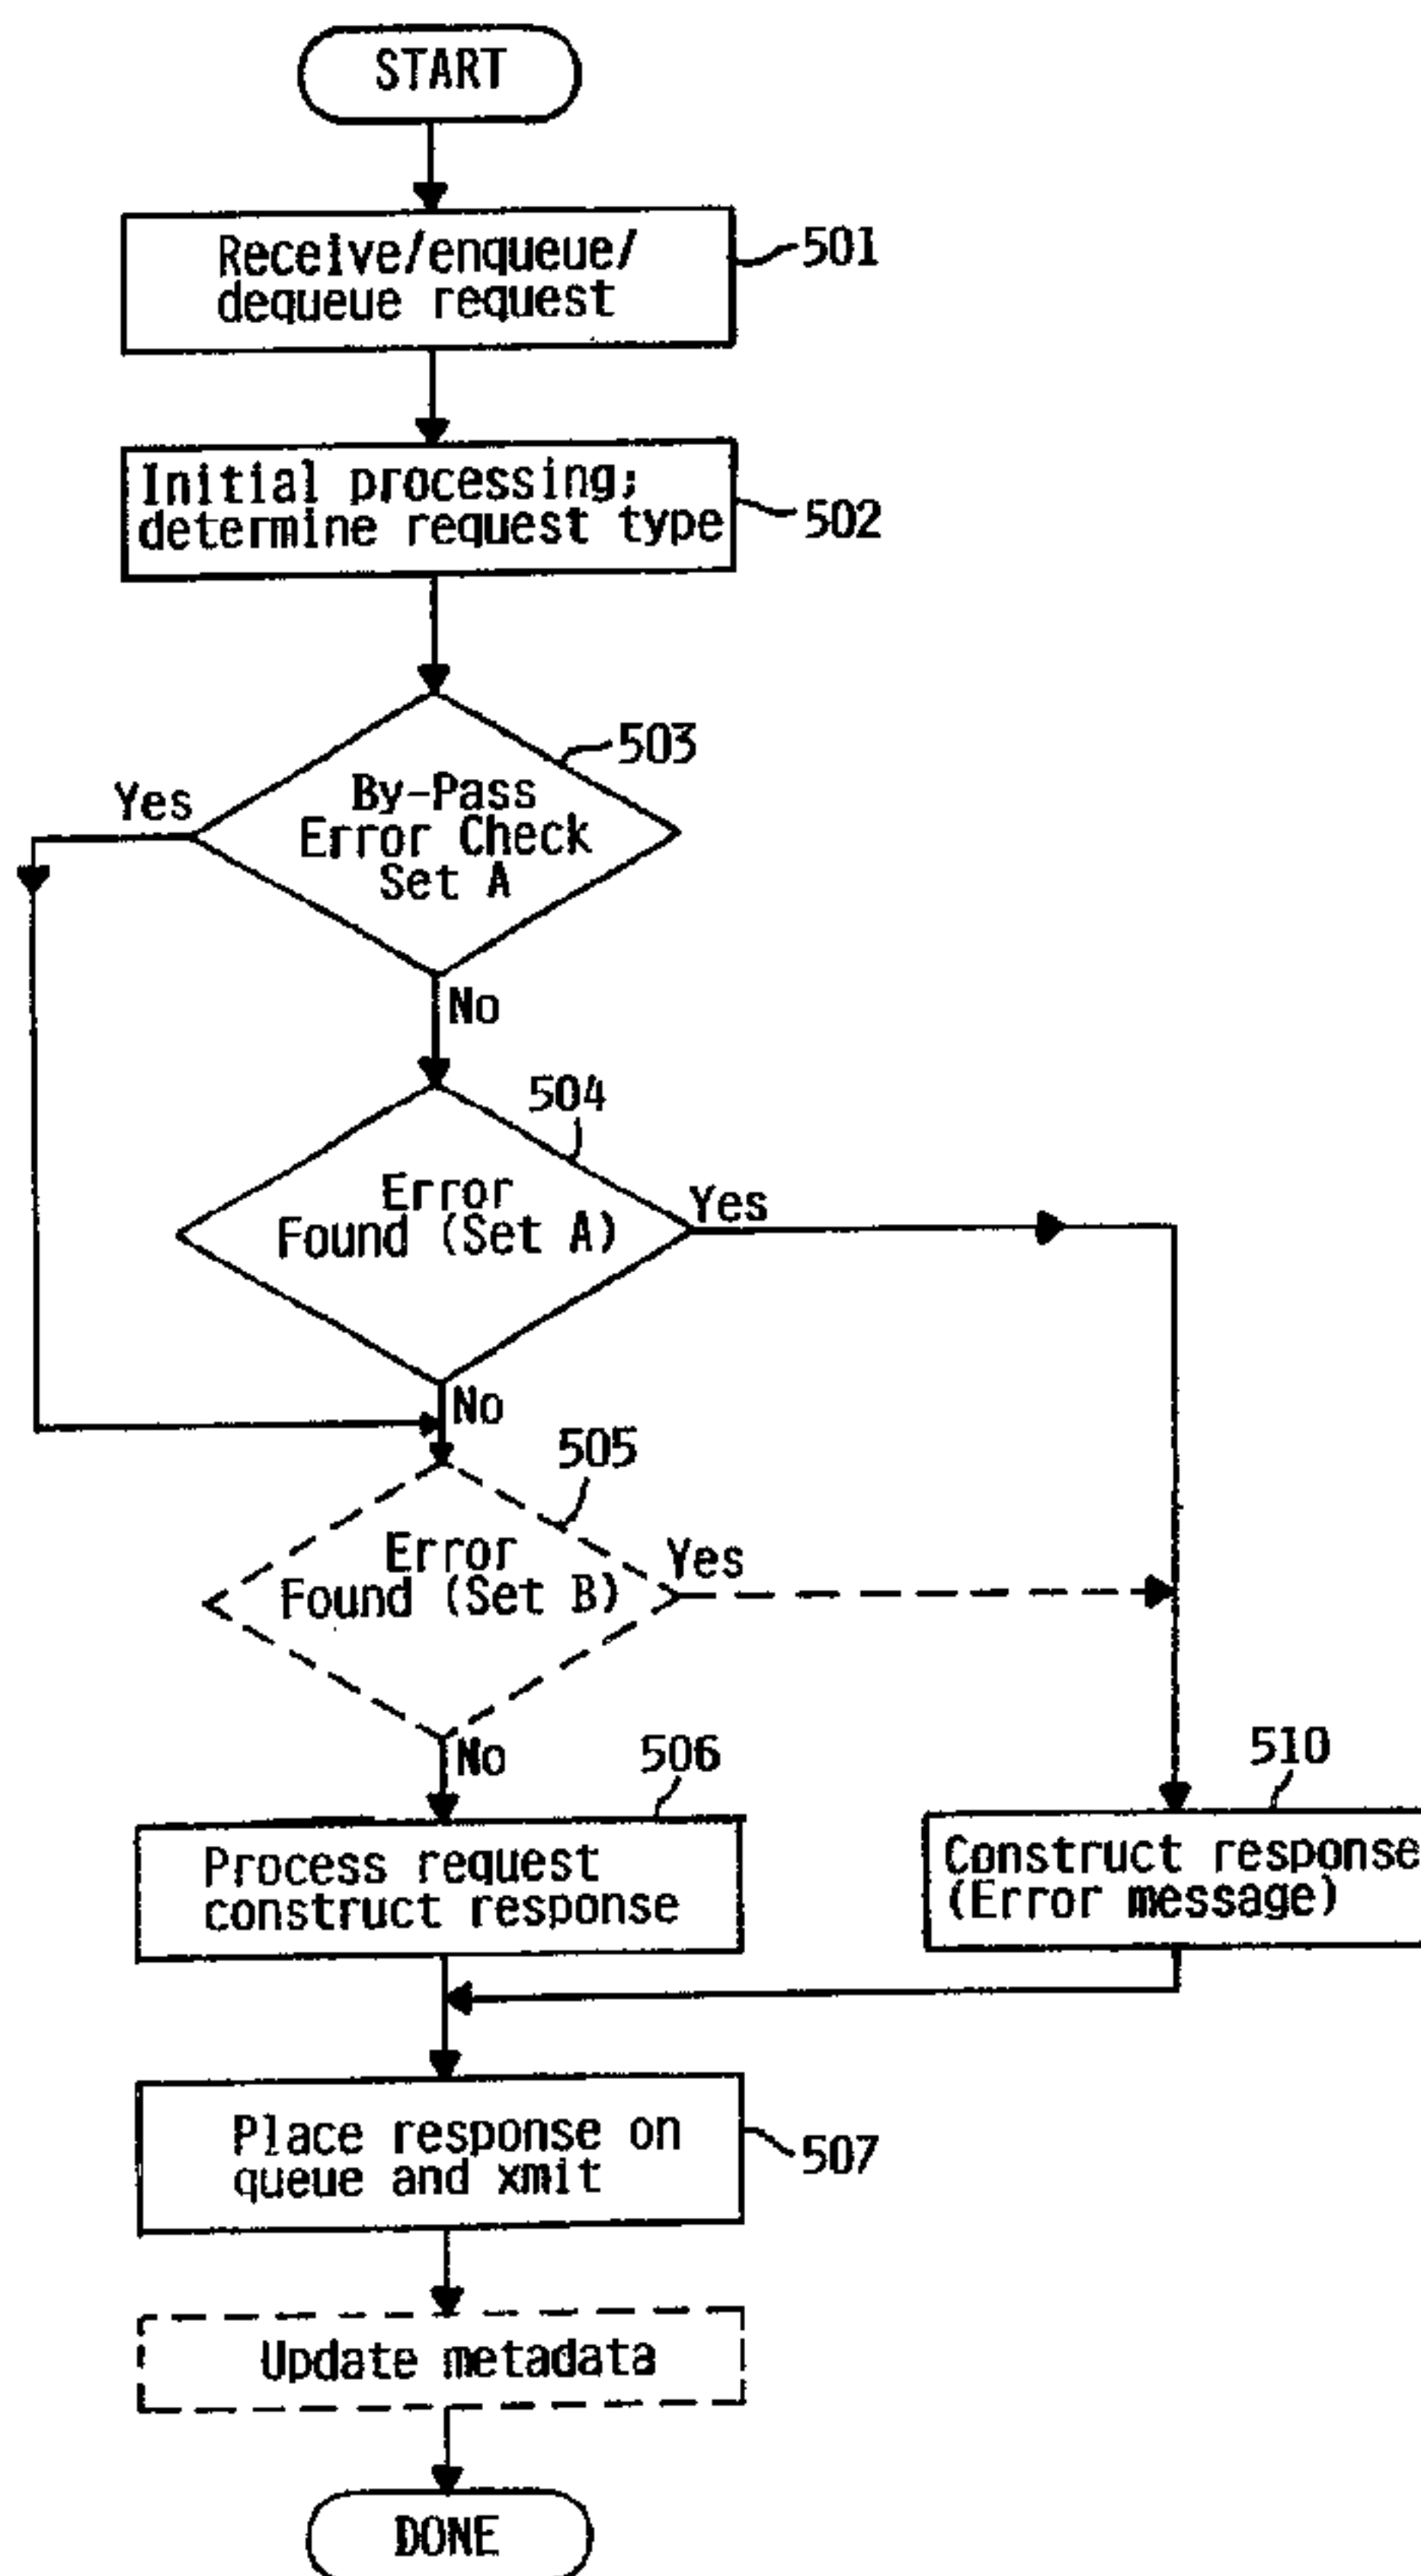 START
Receive/enqueue/
dequeue request
501
Initial processing;
determine request type
502
503
Yes
By-Pass
Error Check
Set A
No
504
Error
Found (Set A)
Yes
No
505
Error
Found (Set B)
Yes
No
506
Process request
construct response
510
Construct response
(Error message)
Place response on
queue and xmit
507
Update metadata
DONE